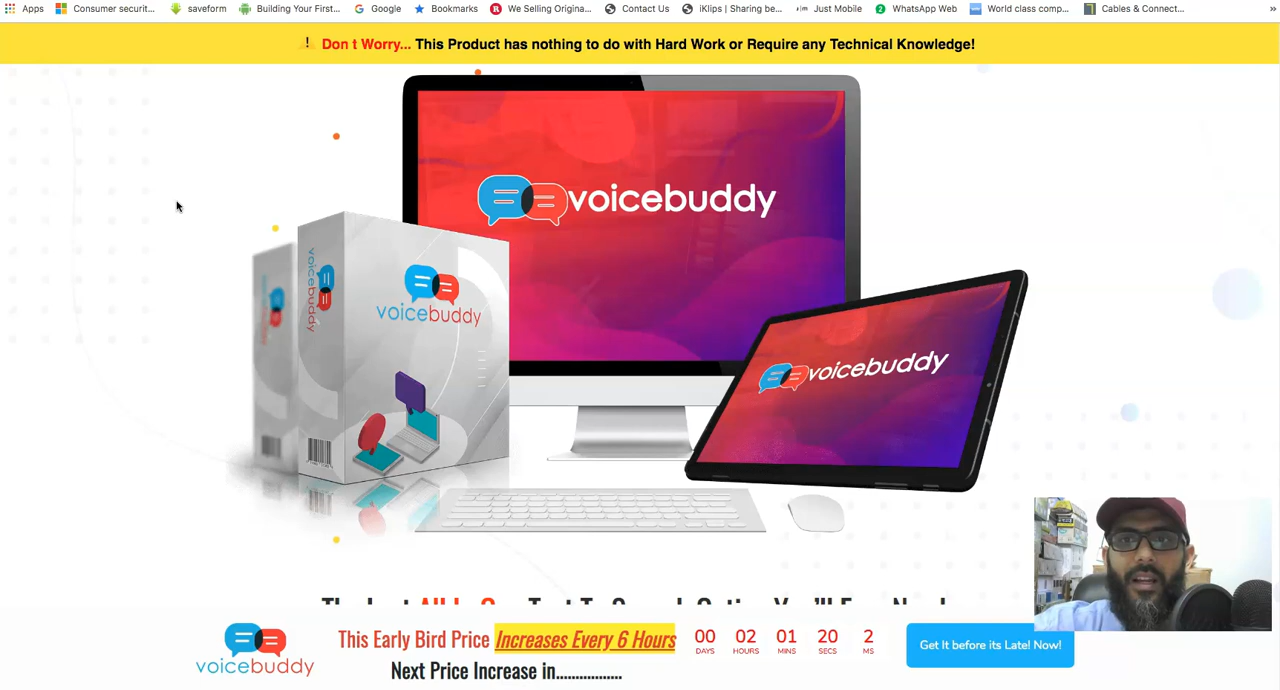 Apps Consumer securit... saveform Building Your First... Google Bookmarks We Selling Origina... Contact Us iKlips | Sharing be... Just Mobile WhatsApp Web World class comp... Cables & Connect... »
! Don t Worry... This Product has nothing to do with Hard Work or Require any Technical Knowledge!
voicebuddy
voicebuddy
voicebuddy
voicebuddy
This Early Bird Price Increases Every 6 Hours
Next Price Increase in.................
00 02 01 20 2
DAYS HOURS MINS SECS MS
Get It before its Late! Now!
voicebuddy